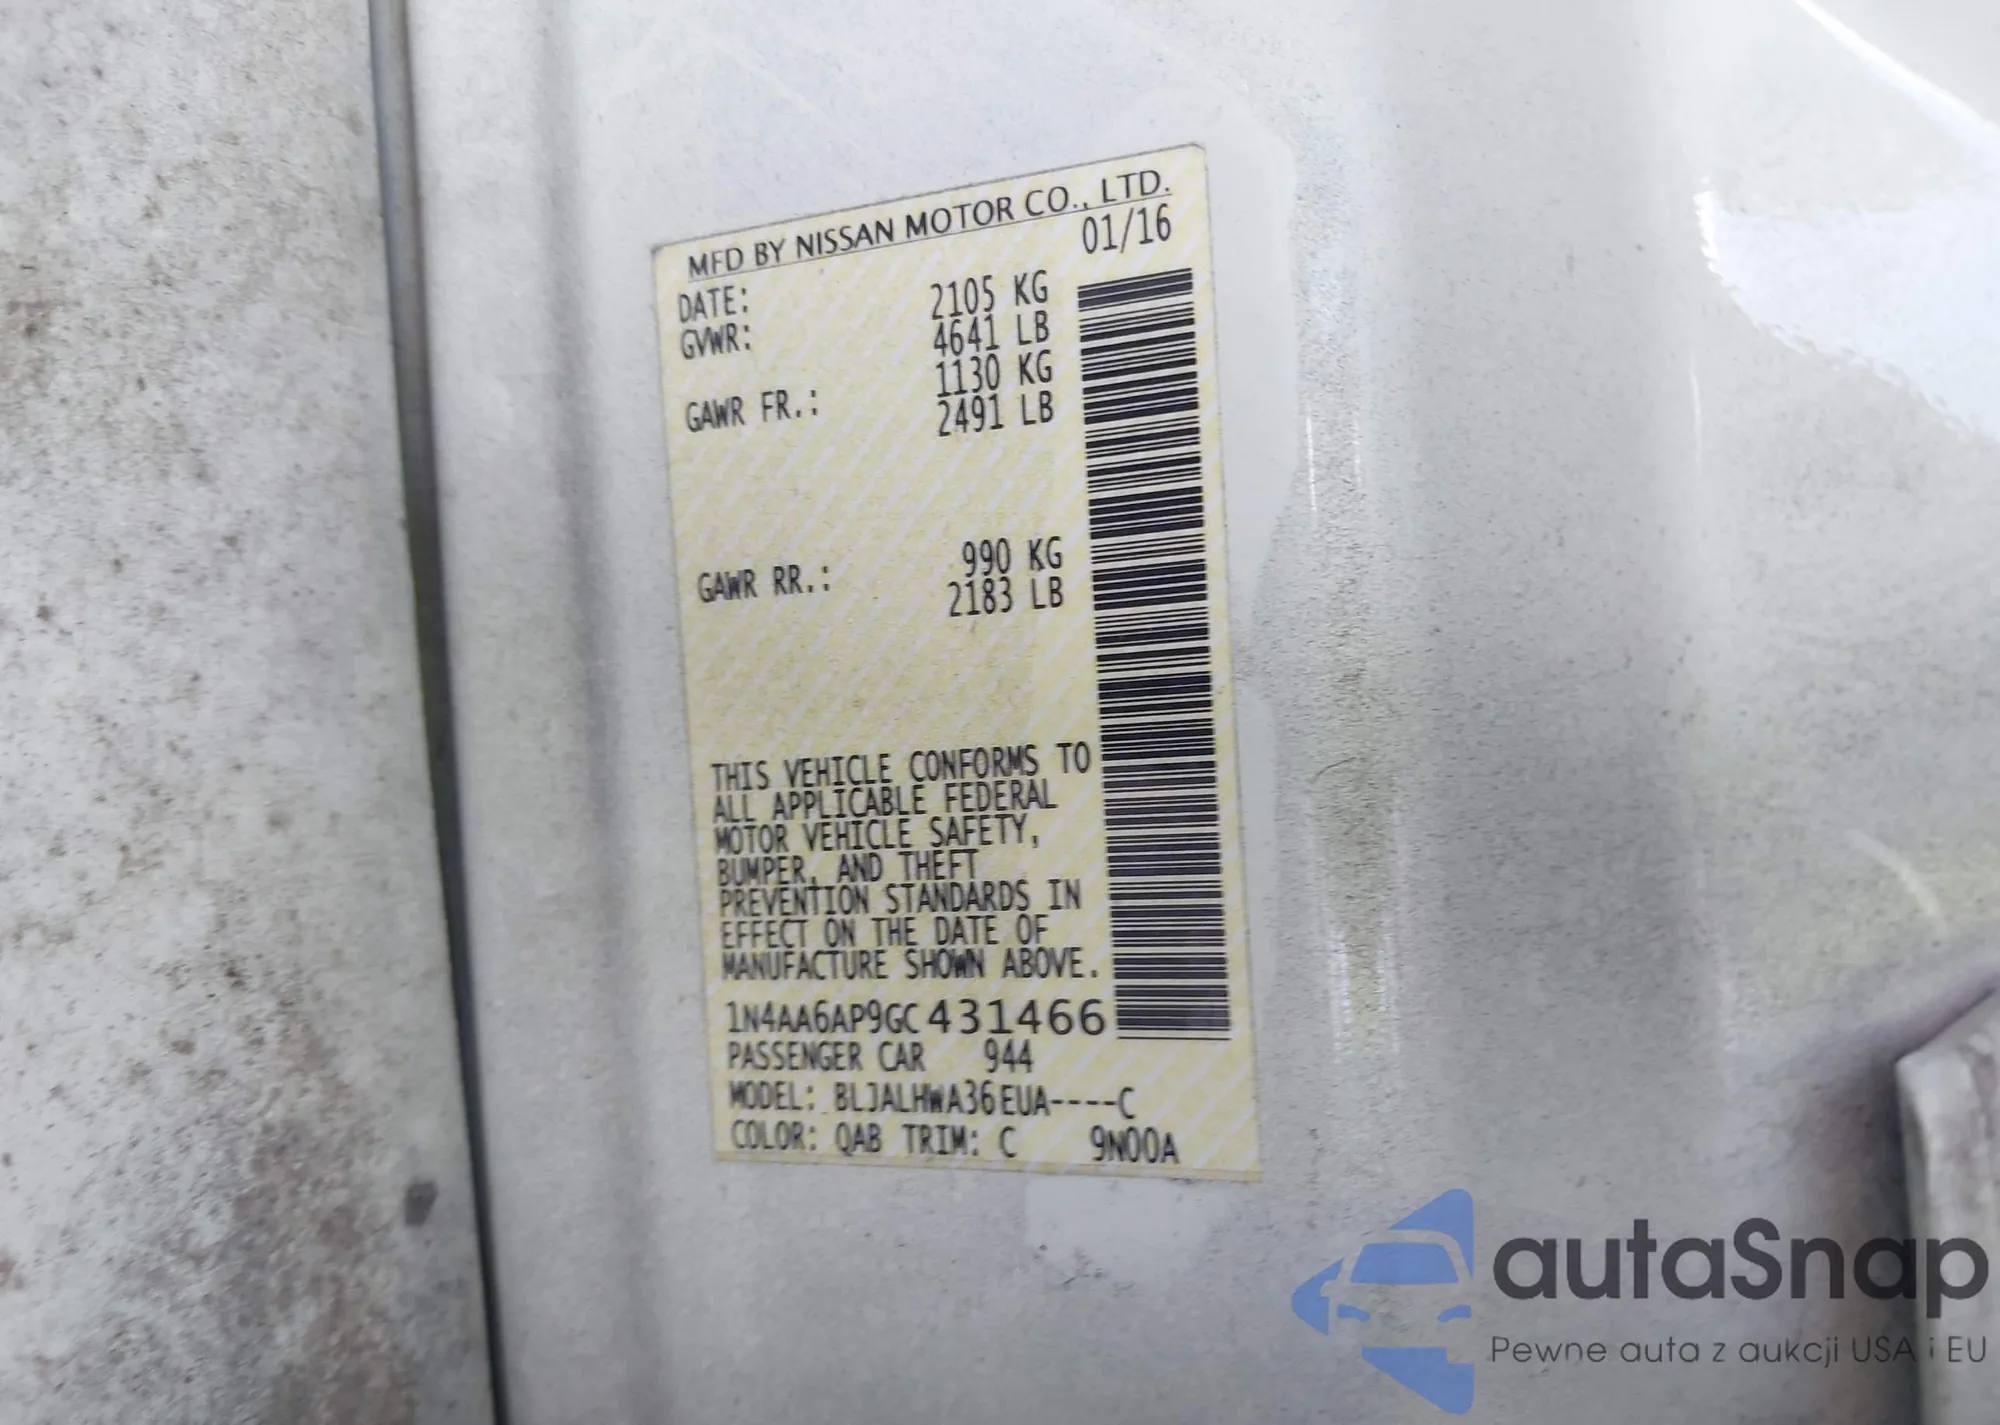 MFD BY NISSAN MOTOR CO., LTD.
DATE: 01/16
GVWR: 2105 KG
4641 LB
GAWR FR.: 1130 KG
2491 LB
GAWR RR.: 990 KG
2183 LB
THIS VEHICLE CONFORMS TO
ALL APPLICABLE FEDERAL
MOTOR VEHICLE SAFETY,
BUMPER, AND THEFT
PREVENTION STANDARDS IN
EFFECT ON THE DATE OF
MANUFACTURE SHOWN ABOVE.
1N4AA6AP9GC431466
PASSENGER CAR 944
MODEL: BLJALHWA36EUA----C
COLOR: QAB TRIM: C 9N00A
autaSnap
Pewne auta z aukcji USA i EU